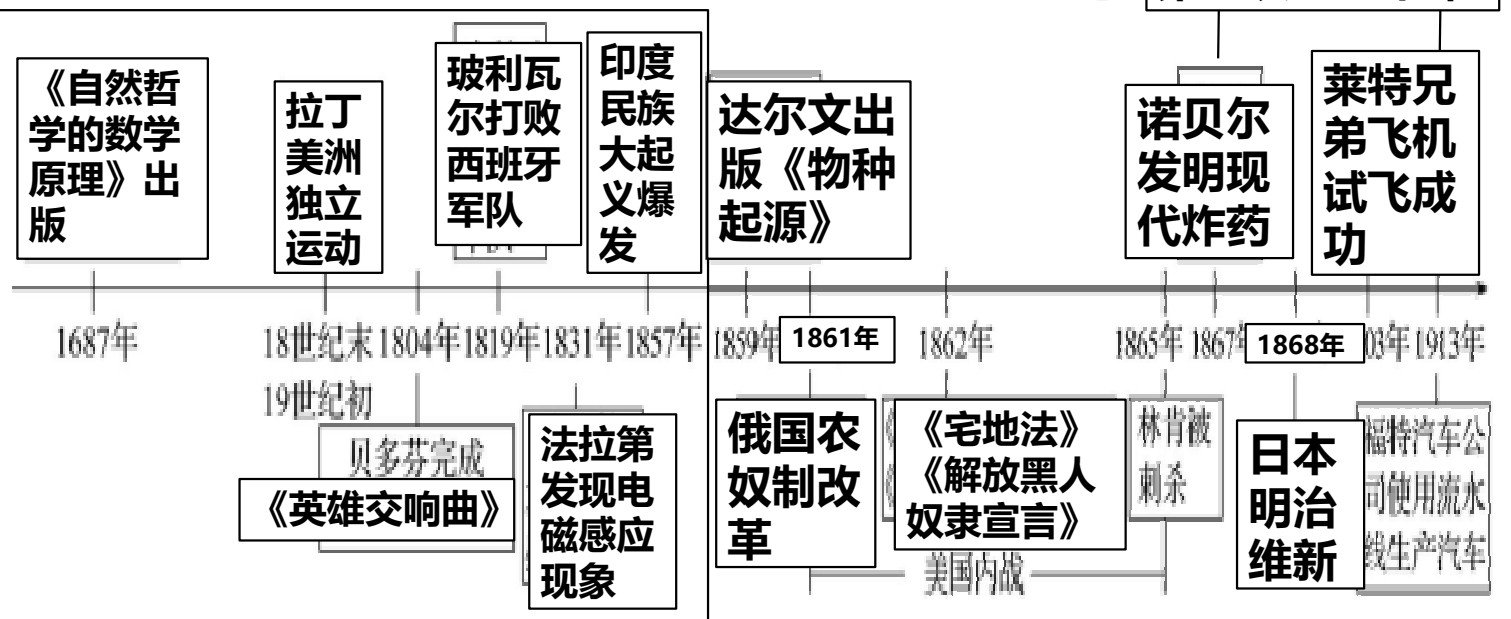 《自然哲
学的数学
原理》出
版
拉丁
美洲
独立
运动
玻利瓦
尔打败
西班牙
军队
印度
民族
大起
义爆
发
达尔文出
版《物种
起源》
诺贝尔
发明现
代炸药
莱特兄
弟飞机
试飞成
功
1687年
18世纪末
19世纪初
1804年
1819年
1831年
1857年
1859年
1861年
1862年
1865年
1867年
1868年
03年
1913年
贝多芬完成
《英雄交响曲》
法拉第
发现电
磁感应
现象
俄国农
奴制改
革
《宅地法》
《解放黑人
奴隶宣言》
美国内战
林肯被
刺杀
日本
明治
维新
福特汽车公
司使用流水
线生产汽车